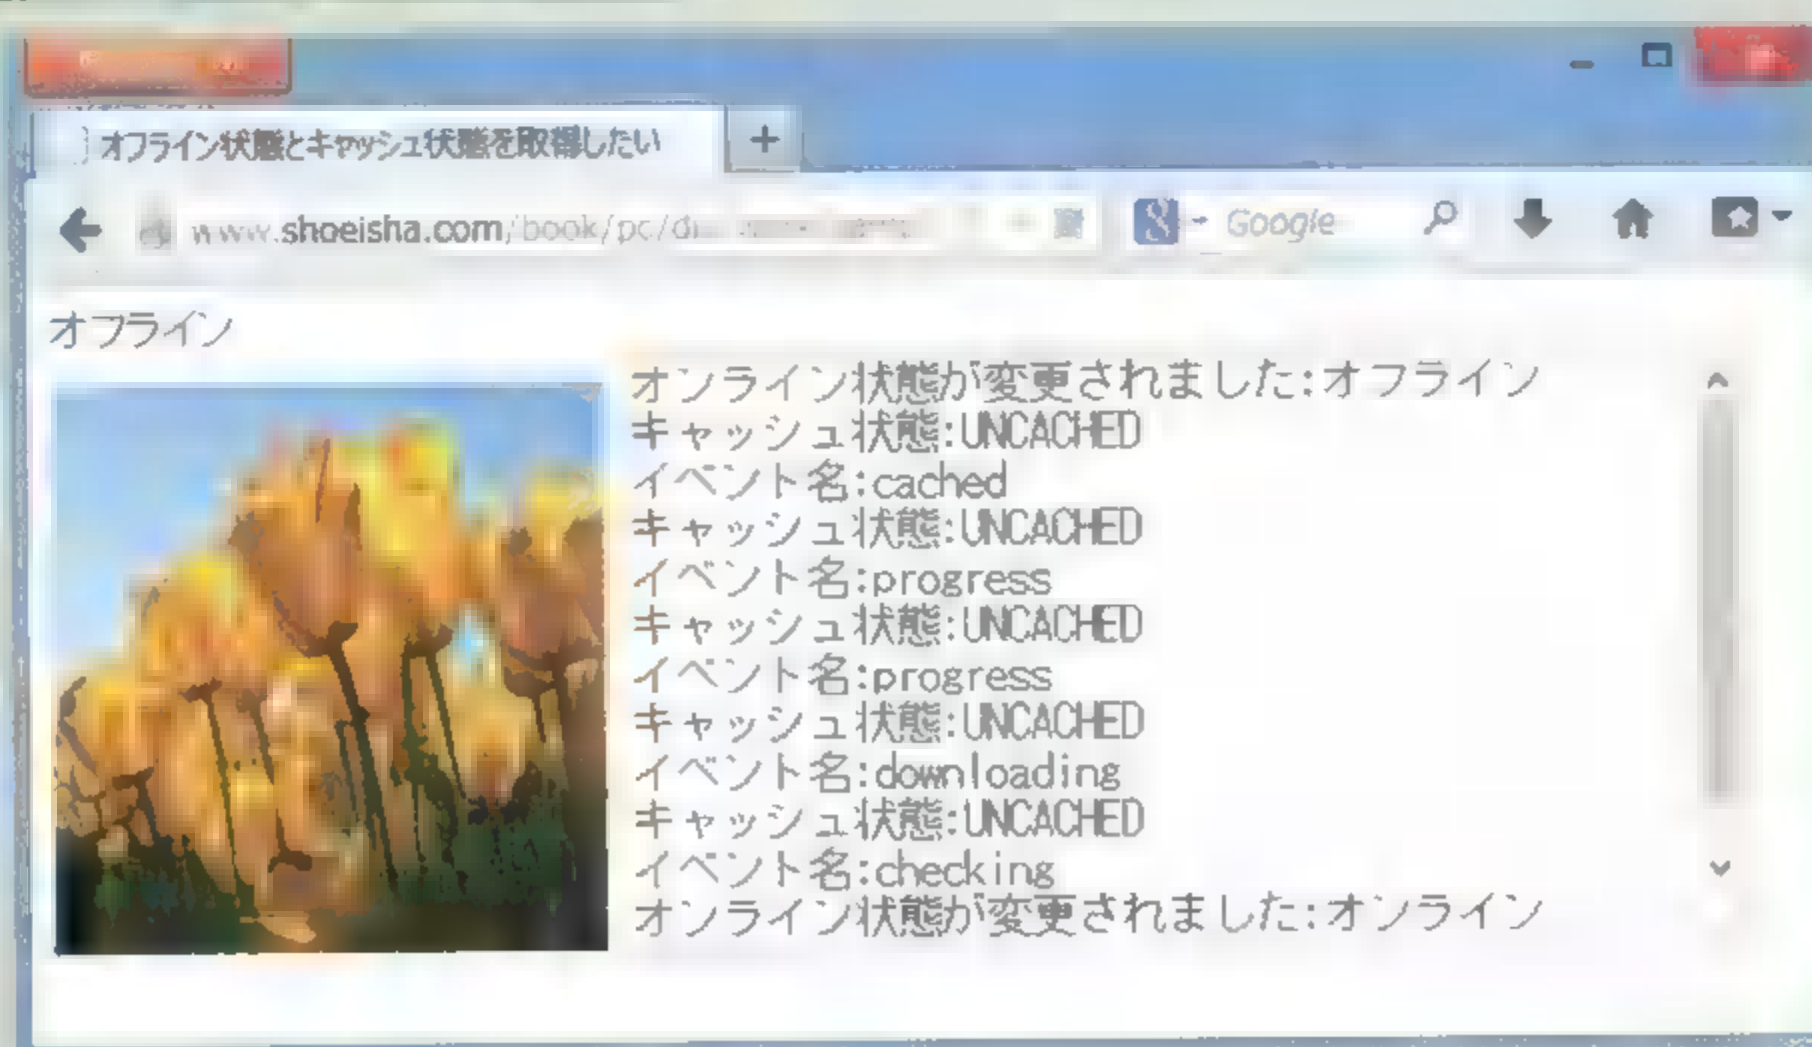 オフライン状態とキャッシュ状態を取得したい
www.shoeisha.com/book/pc/
Google
オフライン
オンライン状態が変更されました:オフライン
キャッシュ状態:UNCACHED
イベント名:cached
キャッシュ状態:UNCACHED
イベント名:progress
キャッシュ状態:UNCACHED
イベント名:progress
キャッシュ状態:UNCACHED
イベント名:downloading
キャッシュ状態:UNCACHED
イベント名:checking
オンライン状態が変更されました:オンライン